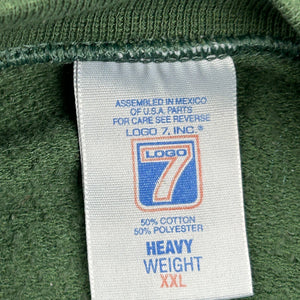 ASSEMBLED IN MEXICO
OF U.S.A. PARTS
FOR CARE SEE REVERSE
LOGO 7, INC.®
LOGO
7
50% COTTON
50% POLYESTER
HEAVY
WEIGHT
XXL